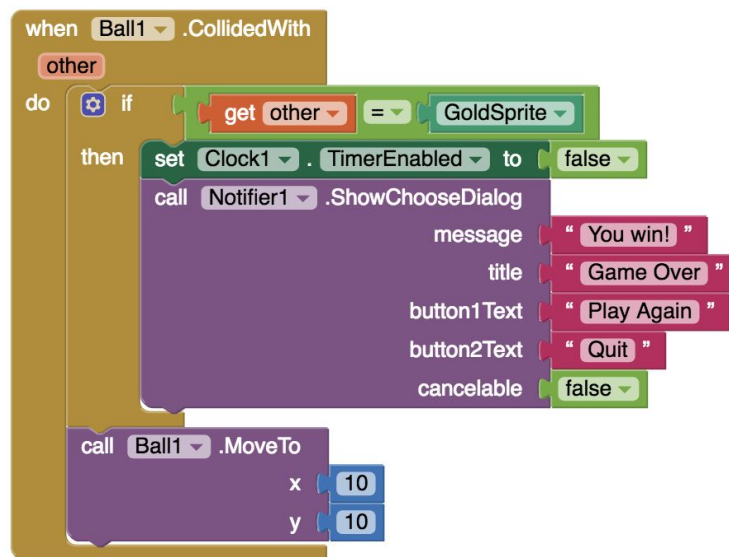 when Ball1 .CollidedWith
other
do if get other = GoldSprite
then set Clock1 . TimerEnabled to false
call Notifier1 .ShowChooseDialog
message “ You win! ”
title “ Game Over ”
button1Text “ Play Again ”
button2Text “ Quit ”
cancelable false
call Ball1 .MoveTo
x 10
y 10